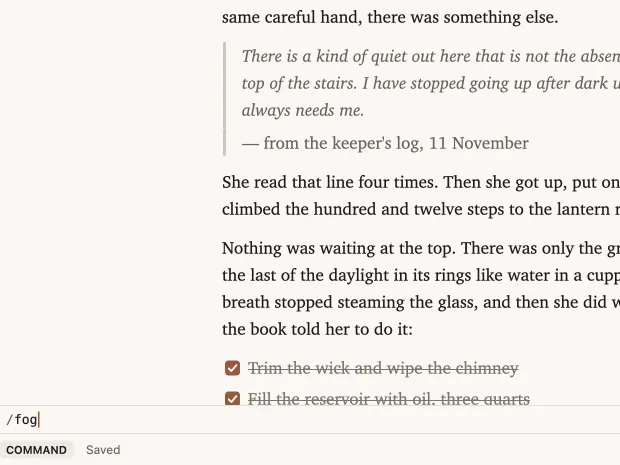 same careful hand, there was something else.
There is a kind of quiet out here that is not the
top of the stairs. I have stopped going up after dark
always needs me.
— from the keeper's log, 11 November
She read that line four times. Then she got up, put on
climbed the hundred and twelve steps to the lantern
Nothing was waiting at the top. There was only the
the last of the daylight in its rings like water in a
breath stopped steaming the glass, and then she did
the book told her to do it:
Trim the wick and wipe the chimney
Fill the reservoir with oil, three quarts
/fog
COMMAND Saved